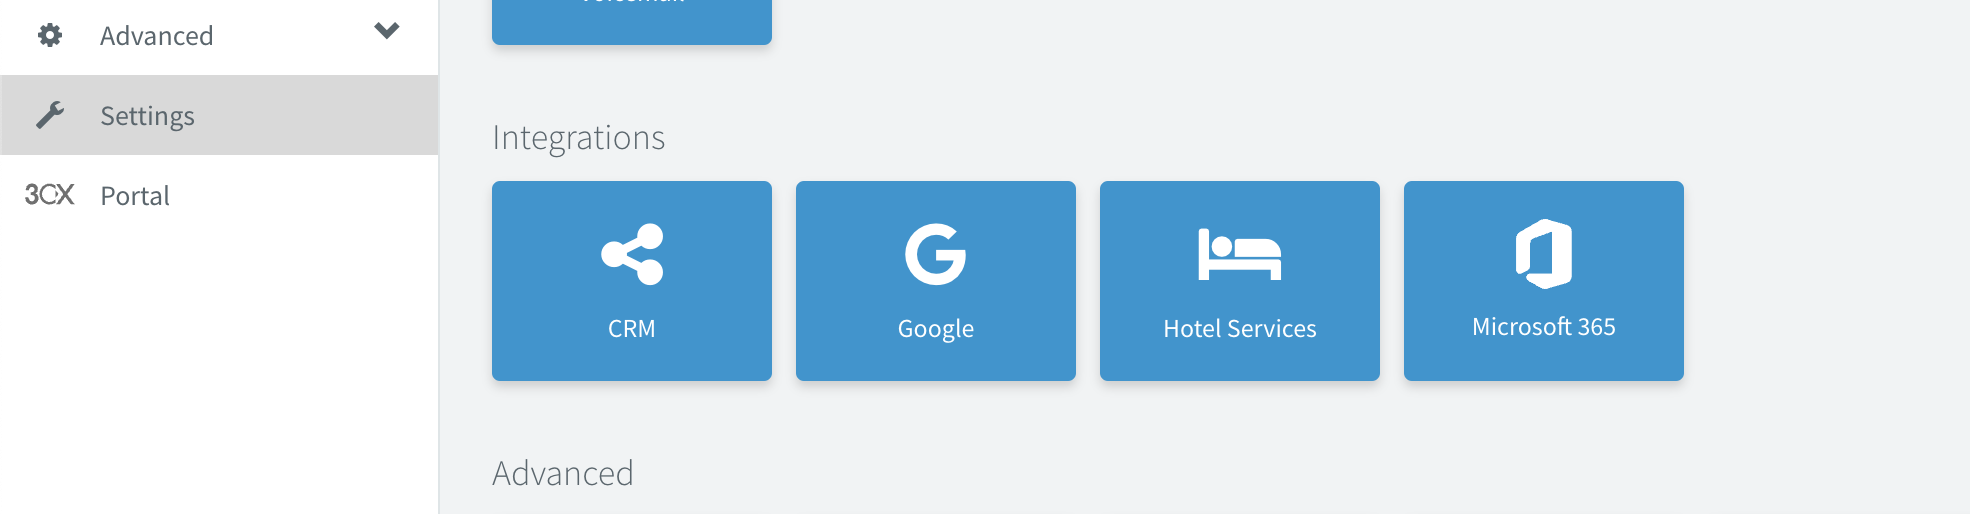 Advanced
Settings
3CX Portal
Integrations
CRM
Google
Hotel Services
Microsoft 365
Advanced